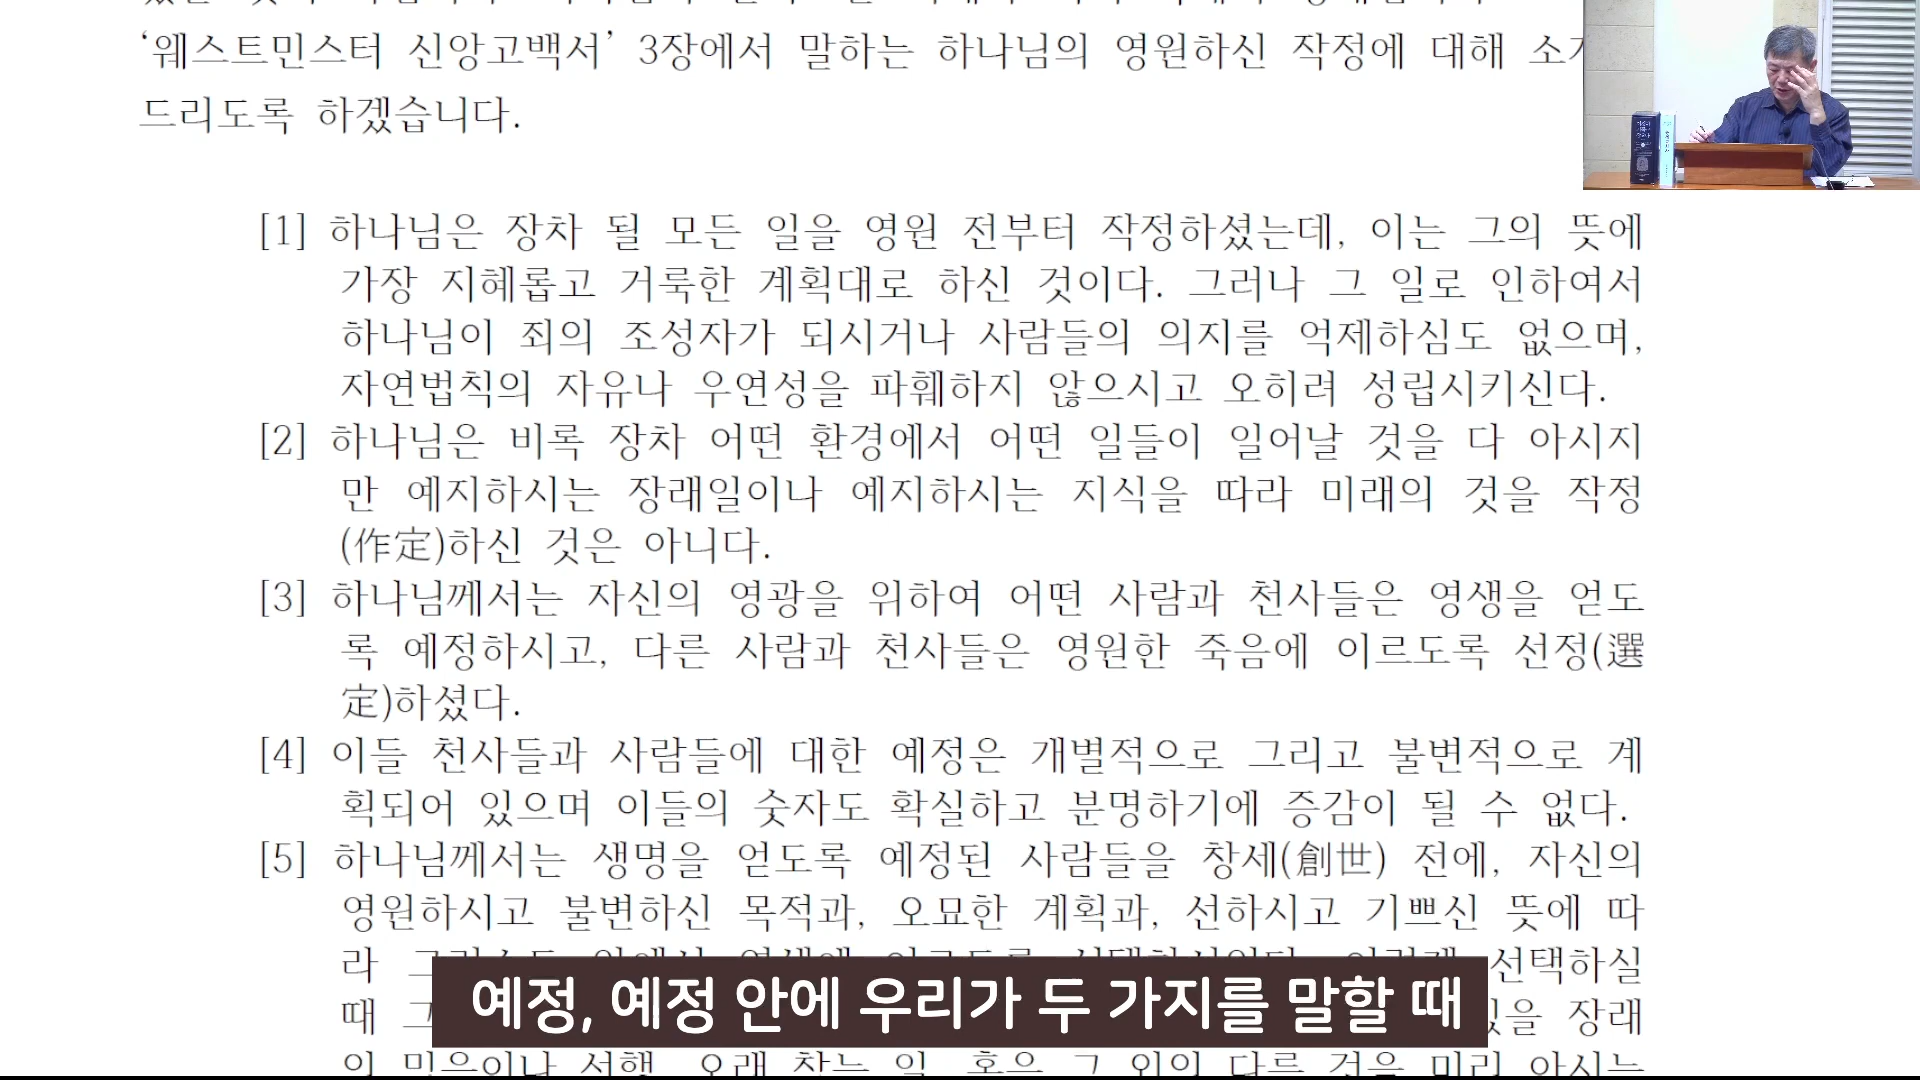 '웨스트민스터 신앙고백서' 3장에서 말하는 하나님의 영원하신 작정에 대해
드리도록 하겠습니다.
[1] 하나님은 장차 될 모든 일을 영원 전부터 작정하셨는데, 이는 그의 뜻에
가장 지혜롭고 거룩한 계획대로 하신 것이다. 그러나 그 일로 인하여서
하나님이 죄의 조성자가 되시거나 사람들의 의지를 억제하심도 없으며,
자연법칙의 자유나 우연성을 파훼하지 않으시고 오히려 성립시키신다.
[2] 하나님은 비록 장차 어떤 환경에서 어떤 일들이 일어날 것을 다 아시지
만 예지하시는 장래일이나 예지하시는 지식을 따라 미래의 것을 작정
(作定)하신 것은 아니다.
[3] 하나님께서는 자신의 영광을 위하여 어떤 사람과 천사들은 영생을 얻도
록 예정하시고, 다른 사람과 천사들은 영원한 죽음에 이르도록 선정(選
定)하셨다.
[4] 이들 천사들과 사람들에 대한 예정은 개별적으로 그리고 불변적으로 계
획되어 있으며 이들의 숫자도 확실하고 분명하기에 증감이 될 수 없다.
[5] 하나님께서는 생명을 얻도록 예정된 사람들을 창세(創世) 전에, 자신의
영원하시고 불변하신 목적과, 오묘한 계획과, 선하시고 기쁘신 뜻에 따
라 선택하실
때 장래
예정, 예정 안에 우리가 두 가지를 말할 때